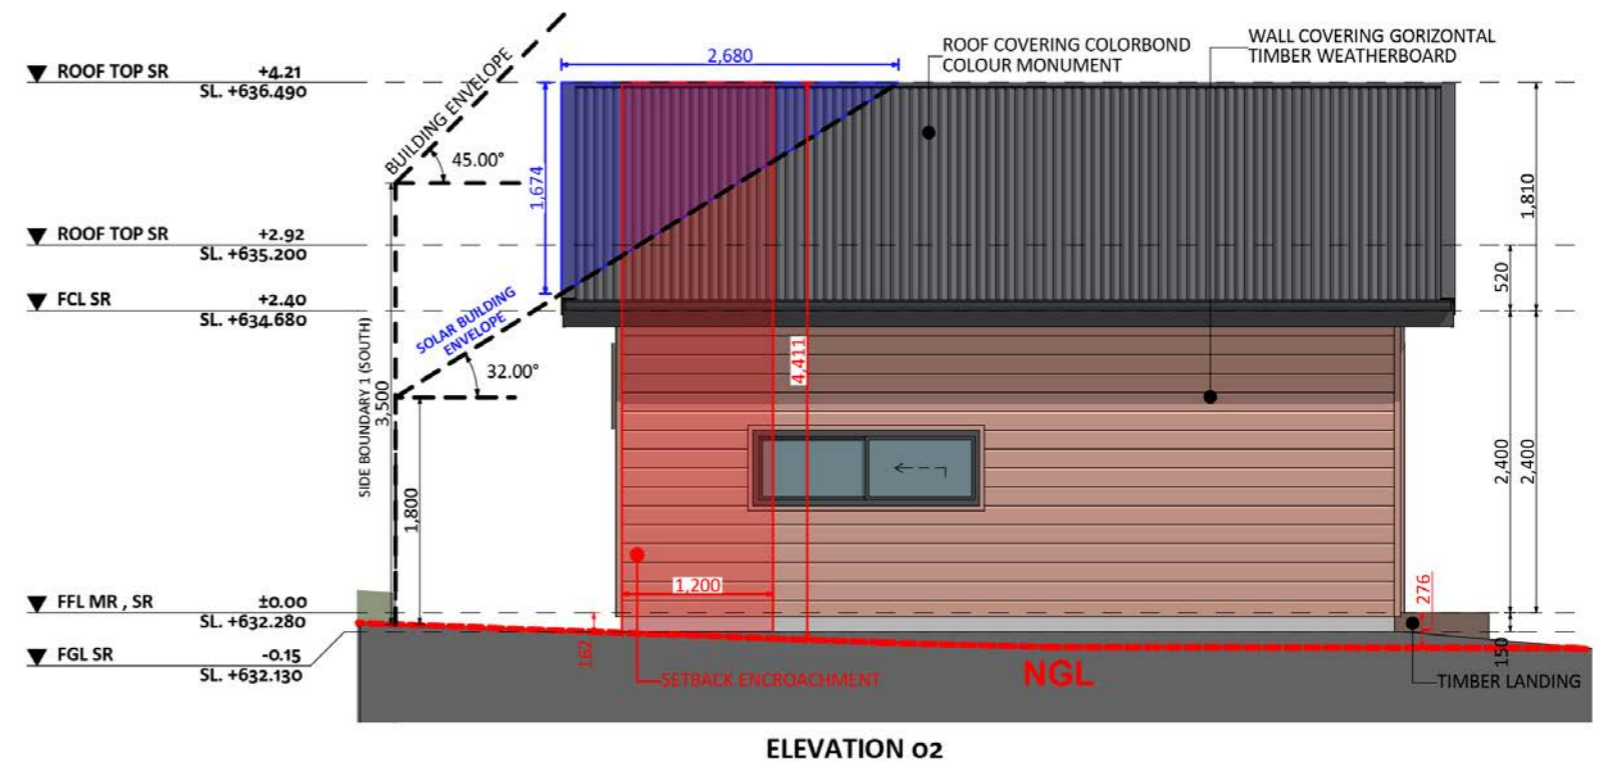 ROOF TOP SR +4.21
SL. +636.490
ROOF TOP SR +2.92
SL. +635.200
FCL SR +2.40
SL. +634.680
FFL MR , SR ±0.00
SL. +632.280
FGL SR -0.15
SL. +632.130
BUILDING ENVELOPE
45.00°
SOLAR BUILDING
ENVELOPE
32.00°
SIDE BOUNDARY 1 (SOUTH)
3,500
1,800
2,680
1,674
ROOF COVERING COLORBOND
COLOUR MONUMENT
WALL COVERING GORIZONTAL
TIMBER WEATHERBOARD
4,411
1,200
162
SETBACK ENCROACHMENT
NGL
1,810
520
2,400
2,400
276
150
TIMBER LANDING
ELEVATION 02